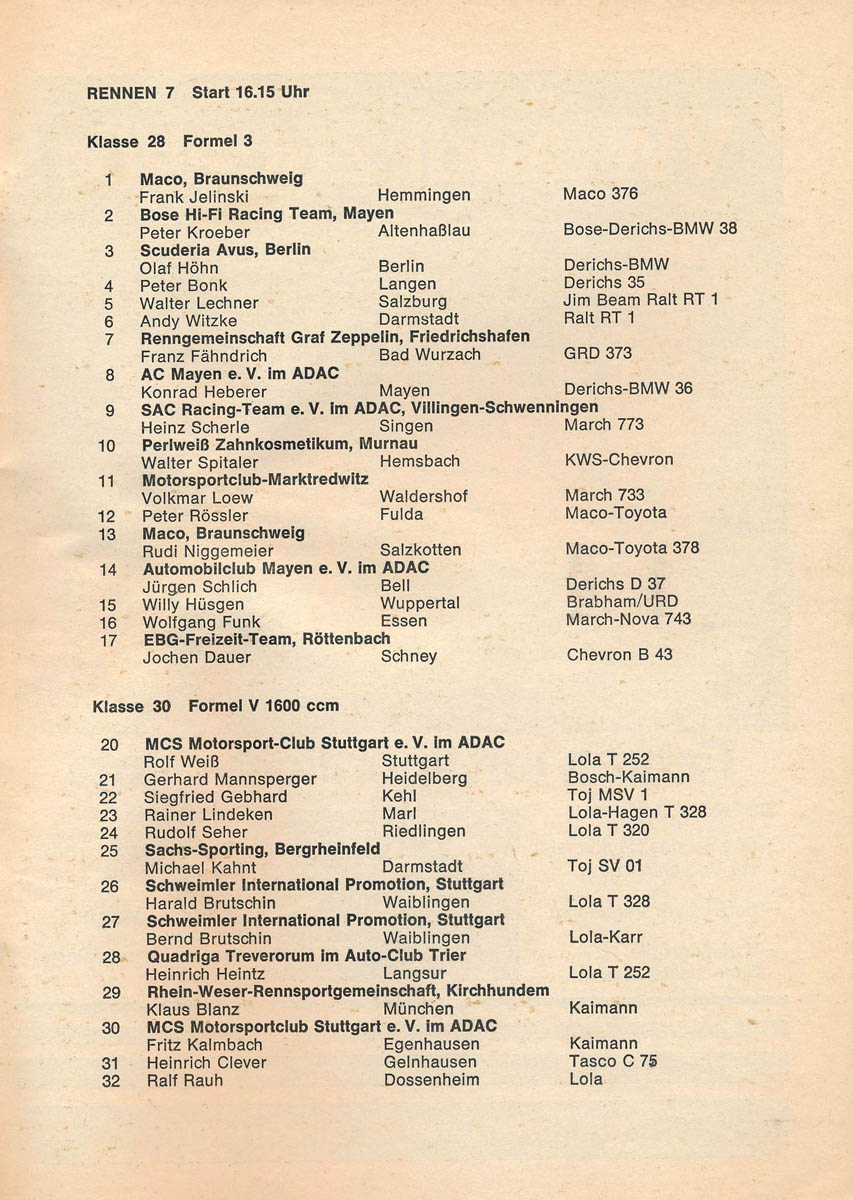 RENNEN 7 Start 16.15 Uhr
Klasse 28 Formel 3
1 Maco, Braunschweig
Frank Jelinski Hemmingen Maco 376
2 Bose Hi-Fi Racing Team, Mayen
Peter Kroeber Altenhaßlau Bose-Derichs-BMW 38
3 Scuderia Avus, Berlin
Olaf Höhn Berlin Derichs-BMW
4 Peter Bonk Langen Derichs 35
5 Walter Lechner Salzburg Jim Beam Ralt RT 1
6 Andy Witzke Darmstadt Ralt RT 1
7 Renngemeinschaft Graf Zeppelin, Friedrichshafen
Franz Fähndrich Bad Wurzach GRD 373
8 AC Mayen e. V. im ADAC
Konrad Heberer Mayen Derichs-BMW 36
9 SAC Racing-Team e. V. im ADAC, Villingen-Schwenningen
Heinz Scherle Singen March 773
10 Perlweiß Zahnkosmetikum, Murnau
Walter Spitaler Hemsbach KWS-Chevron
11 Motorsportclub-Marktredwitz
Volkmar Loew Waldershof March 733
12 Peter Rössler Fulda Maco-Toyota
13 Maco, Braunschweig
Rudi Niggemeier Salzkotten Maco-Toyota 378
14 Automobilclub Mayen e. V. im ADAC
Jürgen Schlich Bell Derichs D 37
15 Willy Hüsgen Wuppertal Brabham/URD
16 Wolfgang Funk Essen March-Nova 743
17 EBG-Freizeit-Team, Röttenbach
Jochen Dauer Schney Chevron B 43
Klasse 30 Formel V 1600 ccm
20 MCS Motorsport-Club Stuttgart e. V. im ADAC
Rolf Weiß Stuttgart Lola T 252
21 Gerhard Mannsperger Heidelberg Bosch-Kaimann
22 Siegfried Gebhard Kehl Toj MSV 1
23 Rainer Lindeken Marl Lola-Hagen T 328
24 Rudolf Seher Riedlingen Lola T 320
25 Sachs-Sporting, Bergrheinfeld
Michael Kahnt Darmstadt Toj SV 01
26 Schweimler International Promotion, Stuttgart
Harald Brutschin Waiblingen Lola T 328
27 Schweimler International Promotion, Stuttgart
Bernd Brutschin Waiblingen Lola-Karr
28 Quadriga Treverorum im Auto-Club Trier
Heinrich Heintz Langsur Lola T 252
29 Rhein-Weser-Rennsportgemeinschaft, Kirchhundem
Klaus Blanz München Kaimann
30 MCS Motorsportclub Stuttgart e. V. im ADAC
Fritz Kalmbach Egenhausen Kaimann
31 Heinrich Clever Gelnhausen Tasco C 75
32 Ralf Rauh Dossenheim Lola